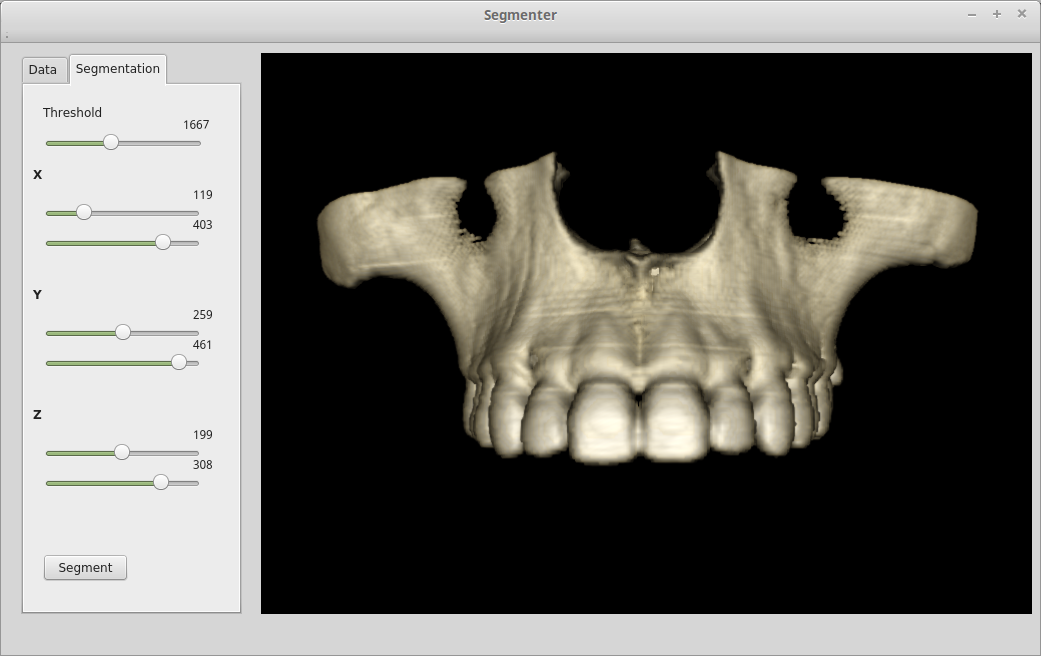 Segmenter
Data
Segmentation
Threshold
1667
X
119
403
Y
259
461
Z
199
308
Segment